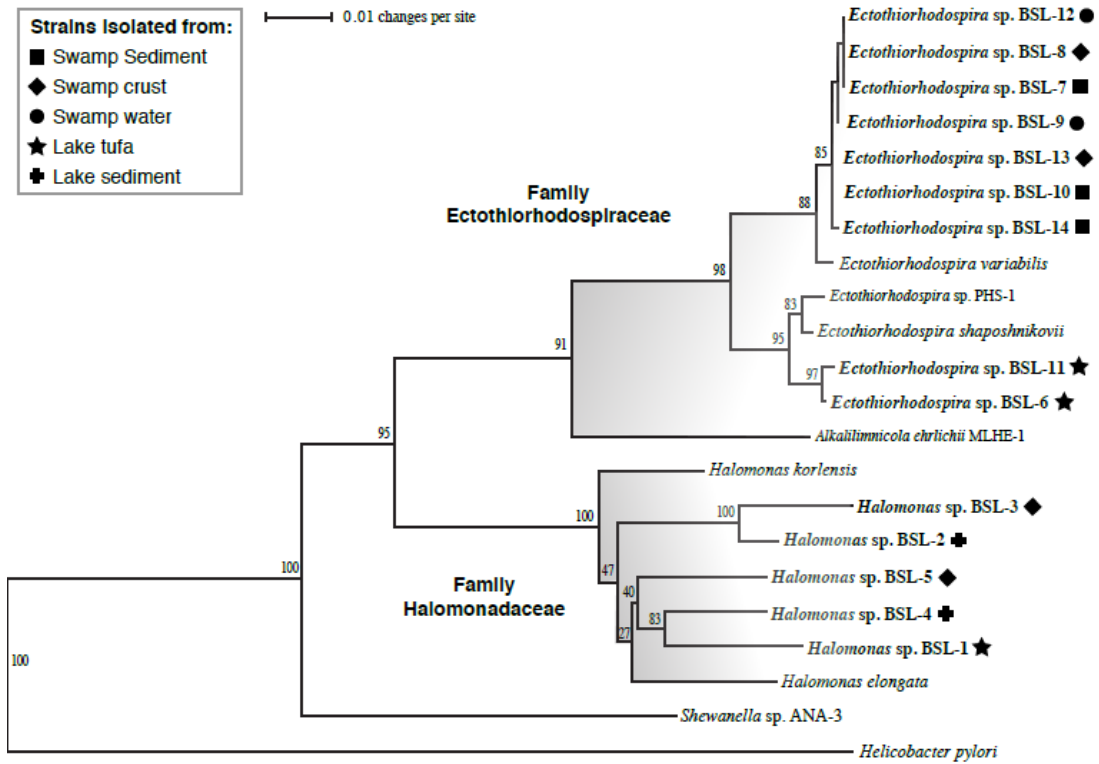 Strains Isolated from:
Swamp Sediment
Swamp crust
Swamp water
Lake tufa
Lake sediment
0.01 changes per site
Ectothiorhodospira sp. BSL-12
Ectothiorhodospira sp. BSL-8
Ectothiorhodospira sp. BSL-7
Ectothiorhodospira sp. BSL-9
85
Ectothiorhodospira sp. BSL-13
Family
Ectothiorhodospiraceae
Ectothiorhodospira sp. BSL-10
88
Ectothiorhodospira sp. BSL-14
98
Ectothiorhodospira variabilis
83
Ectothiorhodospira sp. PHS-1
95
Ectothiorhodospira shaposhnikovii
91
97
Ectothiorhodospira sp. BSL-11
Ectothiorhodospira sp. BSL-6
95
Alkalilimnicola ehrlichii MLHE-1
Halomonas korlensis
100
100
Halomonas sp. BSL-3
Halomonas sp. BSL-2
100
47
Family
Halomonadaceae
40
Halomonas sp. BSL-5
83
Halomonas sp. BSL-4
27
Halomonas sp. BSL-1
100
Halomonas elongata
Shewanella sp. ANA-3
Helicobacter pylori